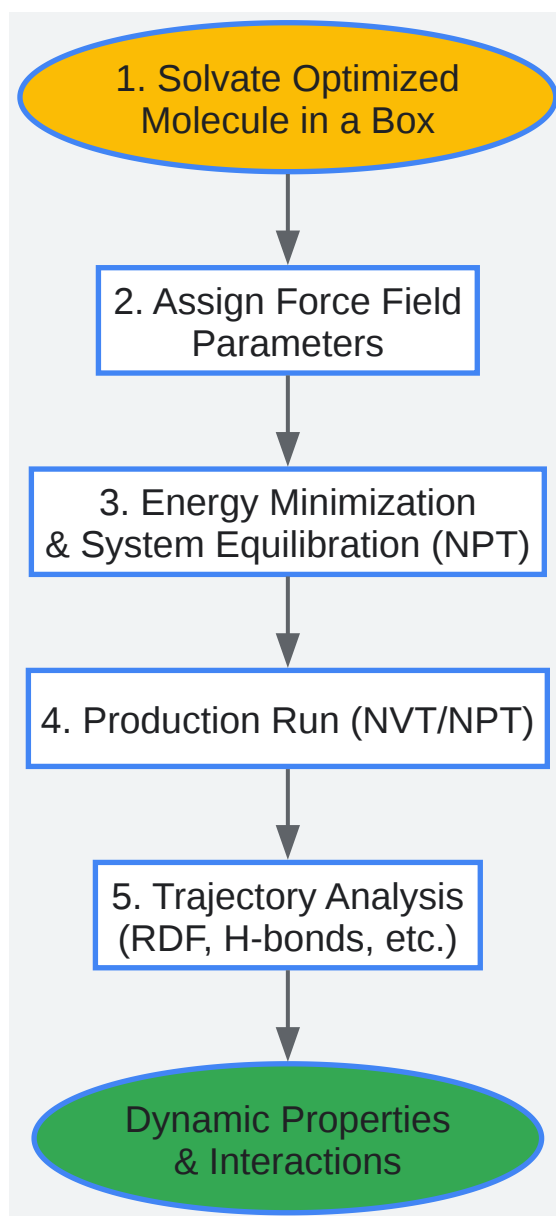 1. Solvate Optimized
Molecule in a Box
2. Assign Force Field
Parameters
3. Energy Minimization
& System Equilibration (NPT)
4. Production Run (NVT/NPT)
5. Trajectory Analysis
(RDF, H-bonds, etc.)
Dynamic Properties
& Interactions